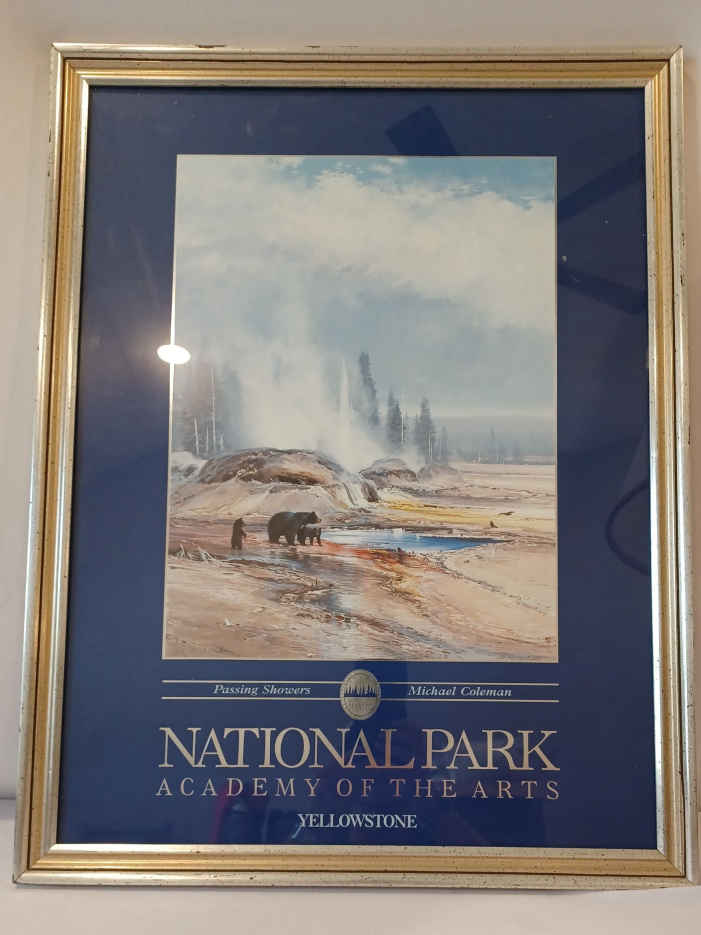 Passing Showers Michael Coleman
NATIONAL PARK
ACADEMY OF THE ARTS
YELLOWSTONE